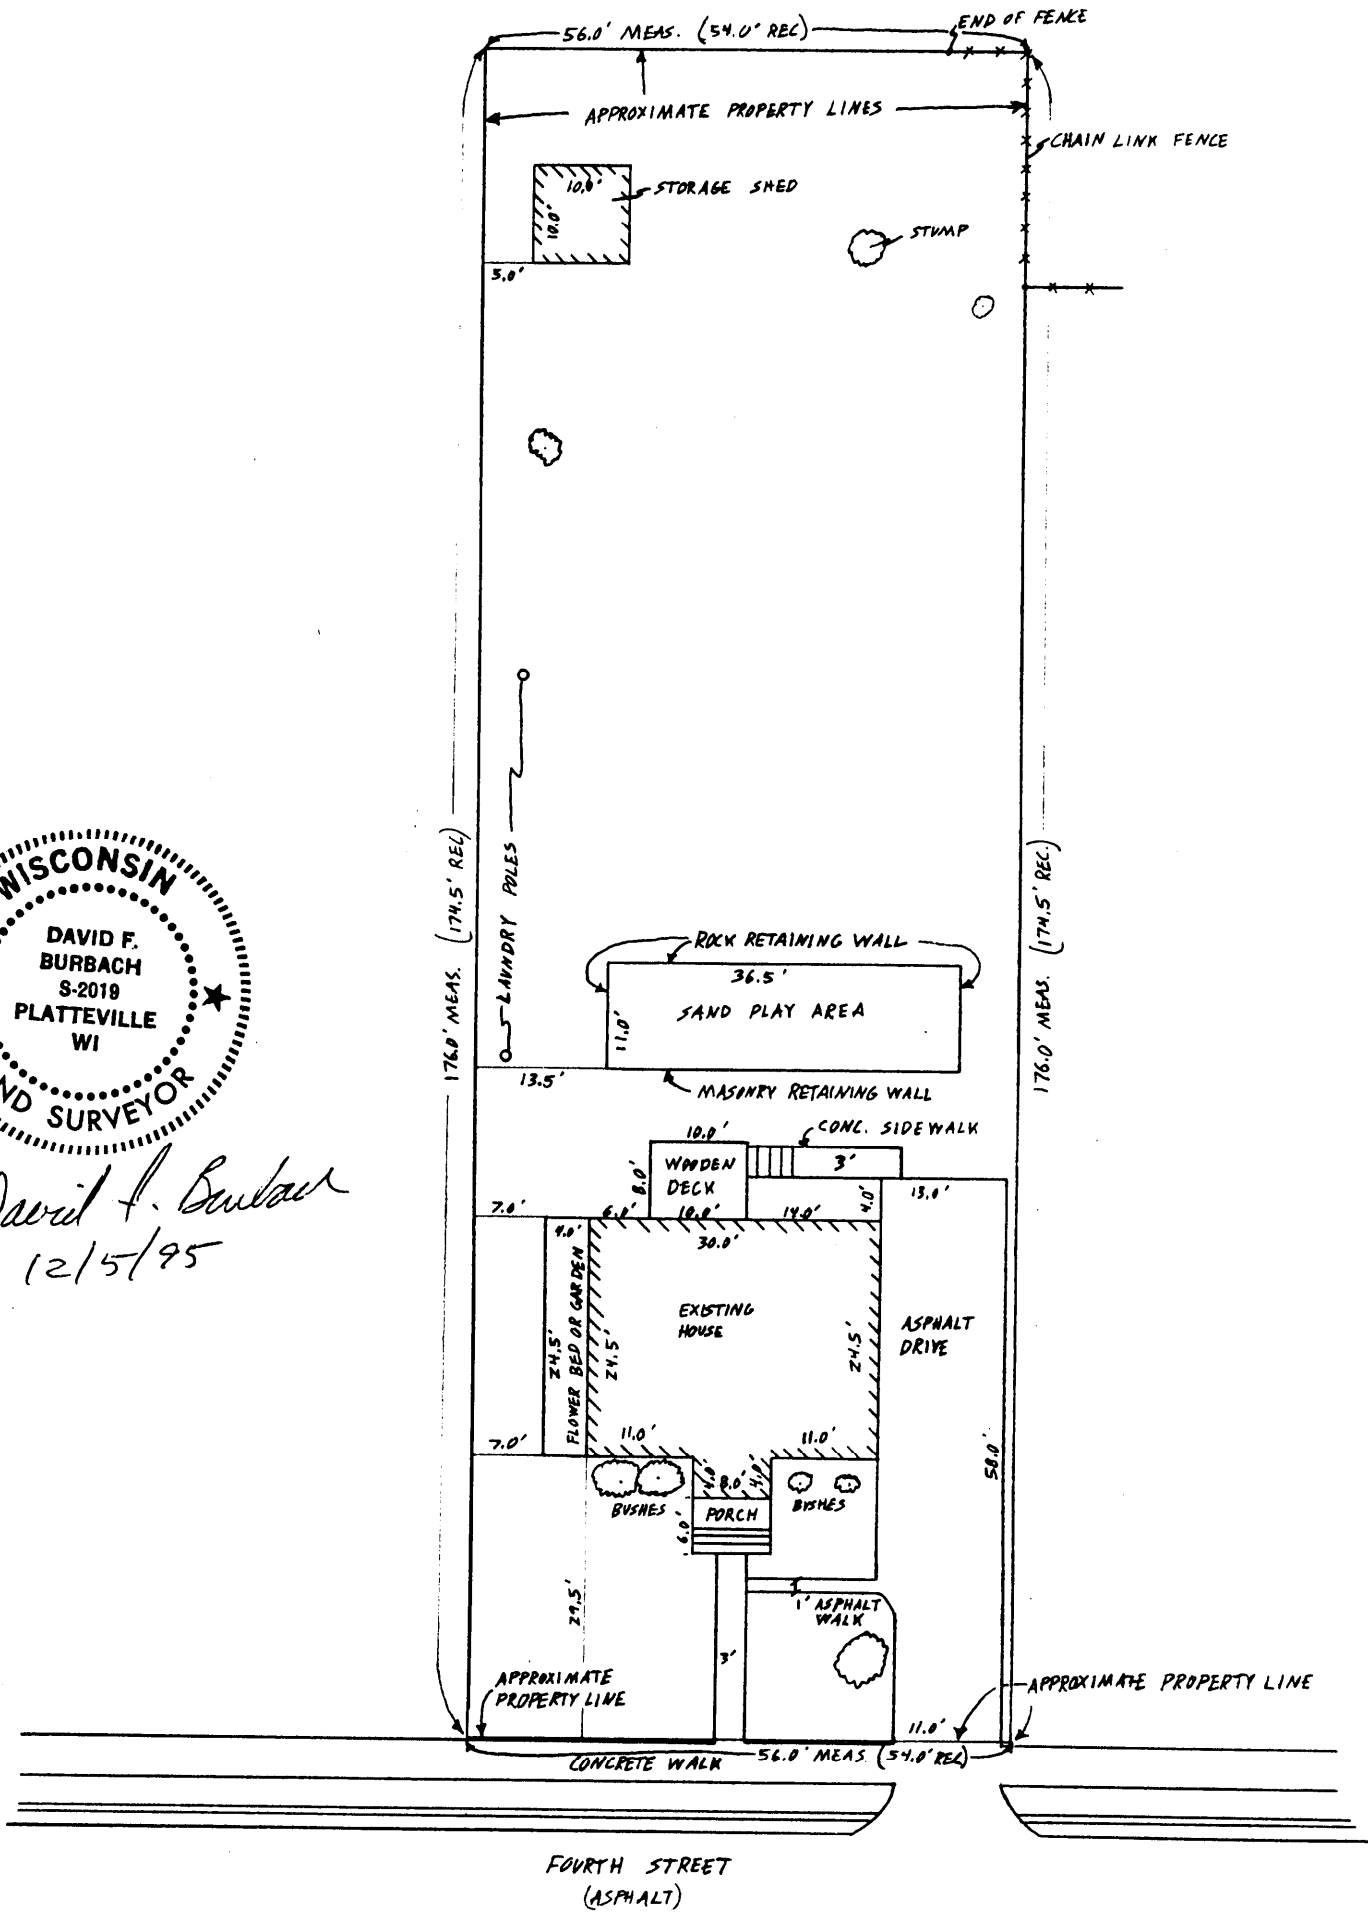 56.0' MEAS. (54.0' REC)
END OF FENCE
APPROXIMATE PROPERTY LINES
CHAIN LINK FENCE
10.0'
STORAGE SHED
10.0'
STUMP
5.0'
LAUNDRY POLES
176.0' MEAS. (174.5' REC)
176.0' MEAS. (174.5' REC.)
WISCONSIN
DAVID F.
BURBACH
S-2019
PLATTEVILLE
WI
ND SURVEYOR
David F. Burbach
12/5/95
ROCK RETAINING WALL
36.5'
SAND PLAY AREA
11.0'
13.5'
MASONRY RETAINING WALL
CONC. SIDEWALK
10.0'
WOODEN
DECK
8.0'
3'
13.0'
4.0'
7.0'
6.0'
10.0'
14.0'
4.0'
30.0'
FLOWER BED OR GARDEN
24.5'
24.5'
EXISTING
HOUSE
24.5'
ASPHALT
DRIVE
7.0'
11.0'
11.0'
58.0'
4.0'
8.0'
4.0'
BUSHES
PORCH
BUSHES
6.0'
29.5'
1' ASPHALT
WALK
3'
APPROXIMATE
PROPERTY LINE
APPROXIMATE PROPERTY LINE
11.0'
CONCRETE WALK
56.0' MEAS. (54.0' REC)
FOURTH STREET
(ASPHALT)